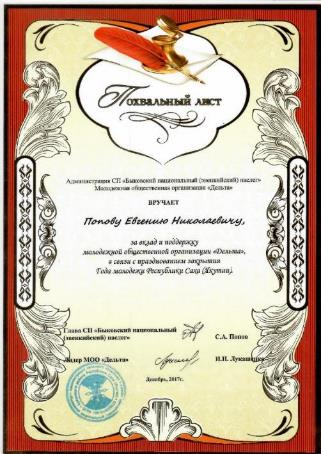 Похвальный лист
Администрация СП «Быковский национальный (эвенкийский) наслег»
Молодежная общественная организация «Дельта»
ВРУЧАЕТ
Попову Евгению Николаевичу,
за вклад и поддержку
молодежной общественной организации «Дельта»,
в связи с празднованием закрытия
Года молодежи Республики Саха (Якутия).
Глава СП «Быковский национальный
(эвенкийский) наслег» С.А. Попов
Лидер МОО «Дельта» И.Н.
Декабрь, 2017г.